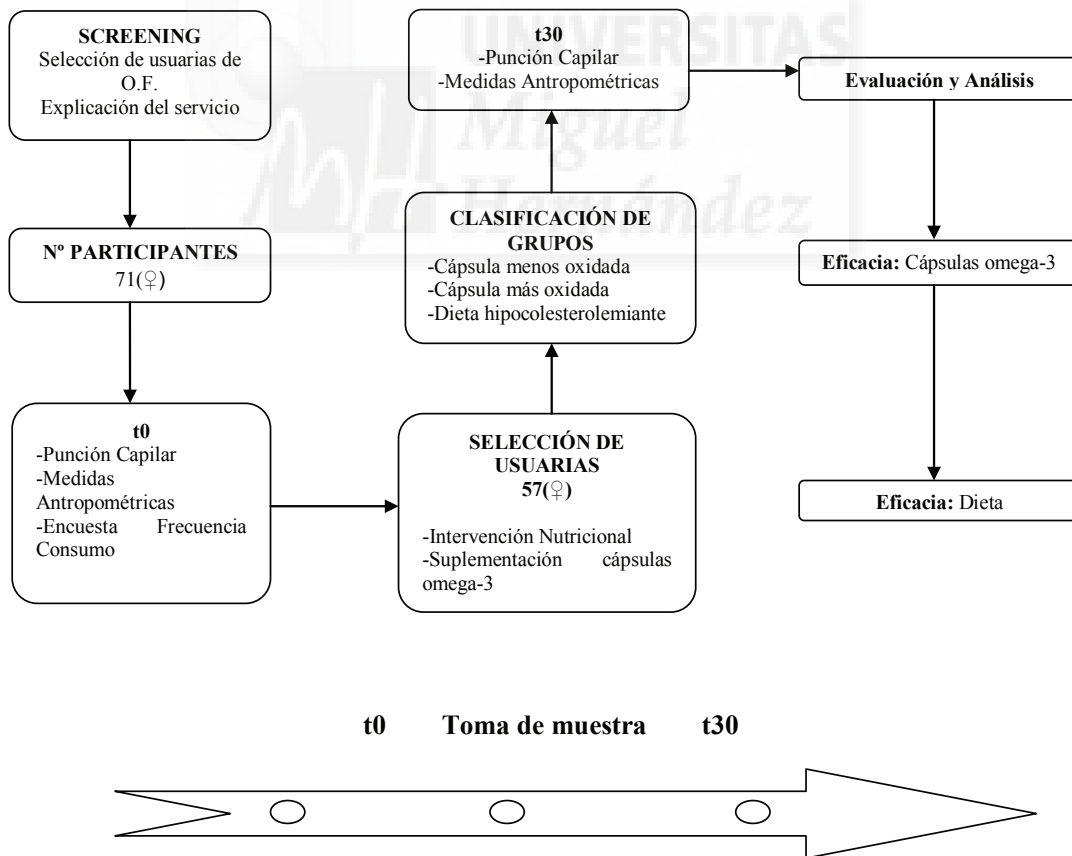 SCREENING
Selección de usuarias de
O.F.
Explicación del servicio
Nº PARTICIPANTES
71(♀)
t0
-Punción Capilar
-Medidas
Antropométricas
-Encuesta Frecuencia
Consumo
SELECCIÓN DE
USUARIAS
57(♀)
-Intervención Nutricional
-Suplementación cápsulas
omega-3
CLASIFICACIÓN DE
GRUPOS
-Cápsula menos oxidada
-Cápsula más oxidada
-Dieta hipocolesterolemiante
t30
-Punción Capilar
-Medidas Antropométricas
Evaluación y Análisis
Eficacia: Cápsulas omega-3
Eficacia: Dieta
UNIVERSITAS
Miguel
Hernández
t0 Toma de muestra t30